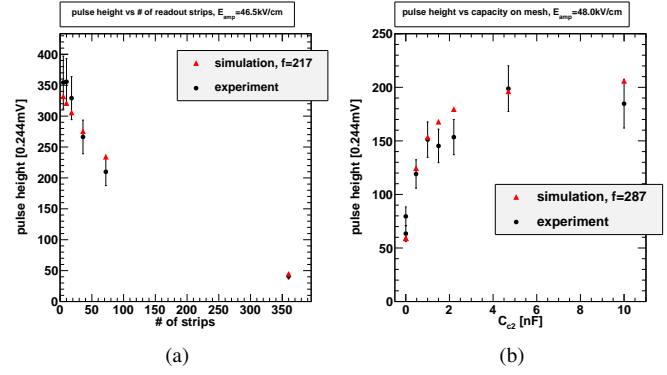 pulse height vs # of readout strips, E_amp=46.5kV/cm
pulse height [0.244mV]
400
350
300
250
200
150
100
50
0
simulation, f=217
experiment
0 50 100 150 200 250 300 350
# of strips
(a)
pulse height vs capacity on mesh, E_amp=48.0kV/cm
pulse height [0.244mV]
250
200
150
100
50
0
simulation, f=287
experiment
0 2 4 6 8 10
C_c2 [nF]
(b)